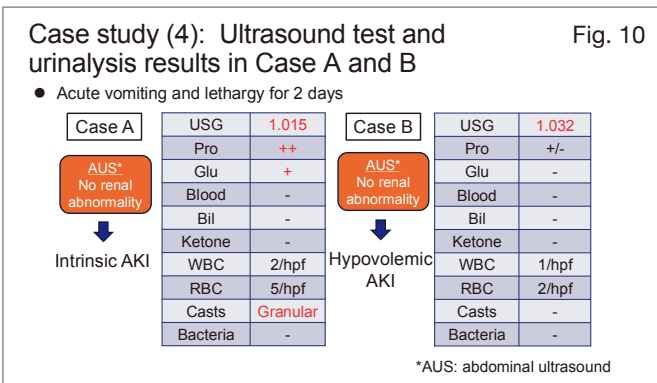 Case study (4): Ultrasound test and Fig. 10
urinalysis results in Case A and B
● Acute vomiting and lethargy for 2 days
Case A
AUS*
No renal
abnormality
Intrinsic AKI
USG 1.015
Pro ++
Glu +
Blood -
Bil -
Ketone -
WBC 2/hpf
RBC 5/hpf
Casts Granular
Bacteria -
Case B
AUS*
No renal
abnormality
Hypovolemic
AKI
USG 1.032
Pro +/-
Glu -
Blood -
Bil -
Ketone -
WBC 1/hpf
RBC 2/hpf
Casts -
Bacteria -
*AUS: abdominal ultrasound